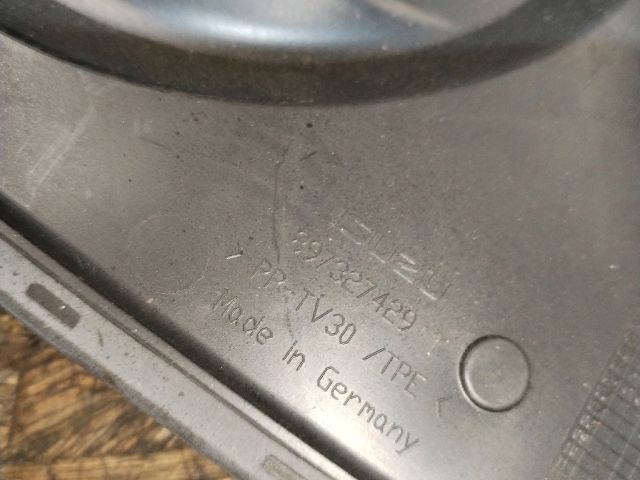 ISUZU
897327429
> PP-TV30 /TPE <
Made in Germany